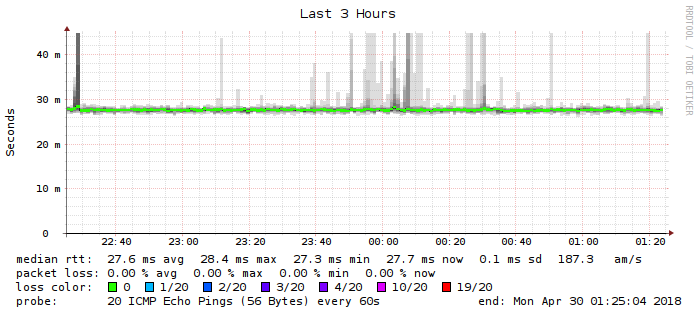 Last 3 Hours
RRDTOOL / TOBI OETIKER
Seconds
40 m
30 m
20 m
10 m
0
22:40 23:00 23:20 23:40 00:00 00:20 00:40 01:00 01:20
median rtt: 27.6 ms avg 28.4 ms max 27.3 ms min 27.7 ms now 0.1 ms sd 187.3 am/s
packet loss: 0.00 % avg 0.00 % max 0.00 % min 0.00 % now
loss color: 0 1/20 2/20 3/20 4/20 10/20 19/20
probe: 20 ICMP Echo Pings (56 Bytes) every 60s end: Mon Apr 30 01:25:04 2018